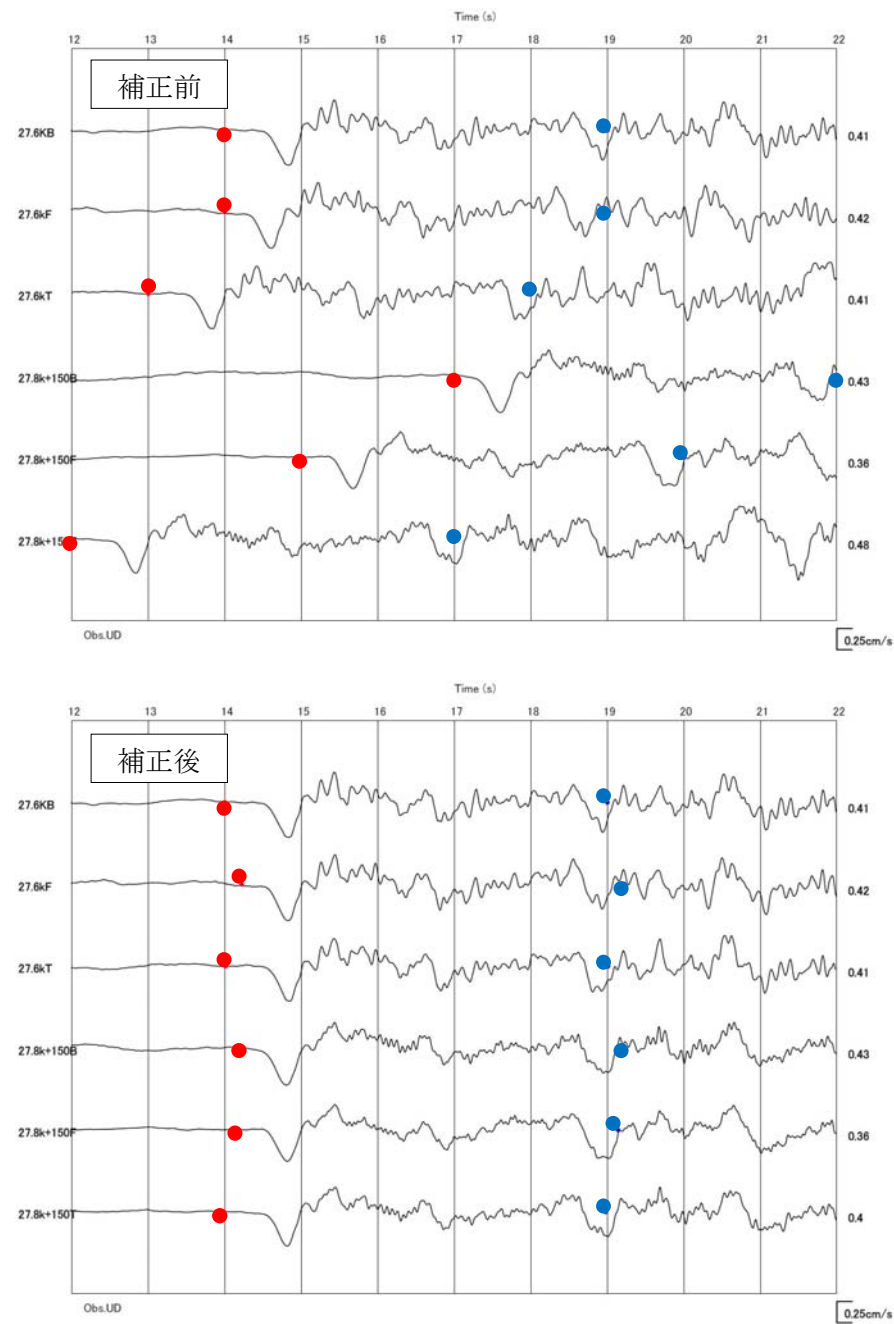 Time (s)
12 13 14 15 16 17 18 19 20 21 22
補正前
27.6KB 0.41
27.6kF 0.42
27.6kT 0.41
27.8k+150B 0.43
27.8k+150F 0.36
27.8k+15 0.48
Obs.UD 0.25cm/s
Time (s)
12 13 14 15 16 17 18 19 20 21 22
補正後
27.6KB 0.41
27.6kF 0.42
27.6kT 0.41
27.8k+150B 0.43
27.8k+150F 0.36
27.8k+150T 0.4
Obs.UD 0.25cm/s